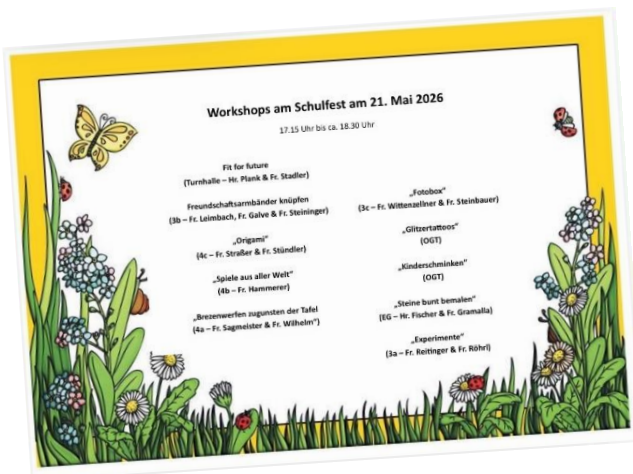 Workshops am Schulfest am 21. Mai 2026
17.15 Uhr bis ca. 18.30 Uhr
Fit for future
(Turnhalle – Hr. Plank & Fr. Stadler)
Freundschaftsarmbänder knüpfen
(3b – Fr. Leimbach, Fr. Galve & Fr. Steininger)
„Origami“
(4c – Fr. Straßer & Fr. Stündler)
„Spiele aus aller Welt“
(4b – Fr. Hammerer)
„Brezenwerfen zugunsten der Tafel
(4a – Fr. Sagmeister & Fr. Wilhelm“)
„Fotobox“
(3c – Fr. Wittenzellner & Fr. Steinbauer)
„Glitzertattoos“
(OGT)
„Kinderschminken“
(OGT)
„Steine bunt bemalen“
(EG – Hr. Fischer & Fr. Gramalla)
„Experimente“
(3a – Fr. Reitinger & Fr. Röhrl)